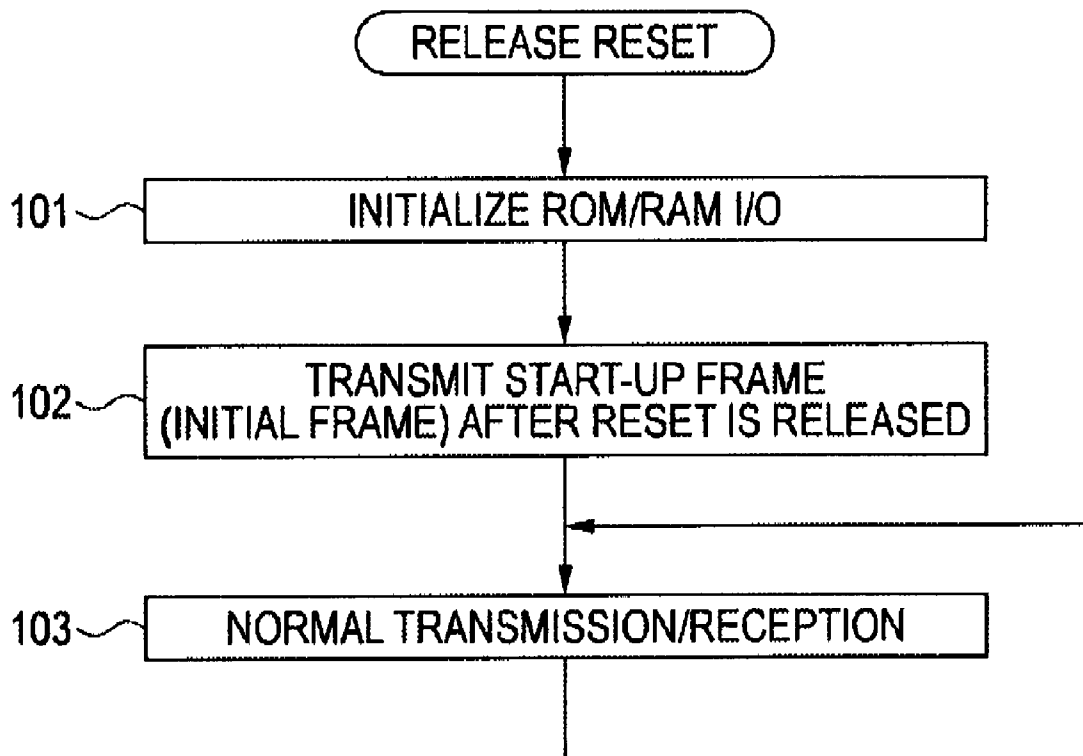 RELEASE RESET
101
INITIALIZE ROM/RAM I/O
102
TRANSMIT START-UP FRAME
(INITIAL FRAME) AFTER RESET IS RELEASED
103
NORMAL TRANSMISSION/RECEPTION